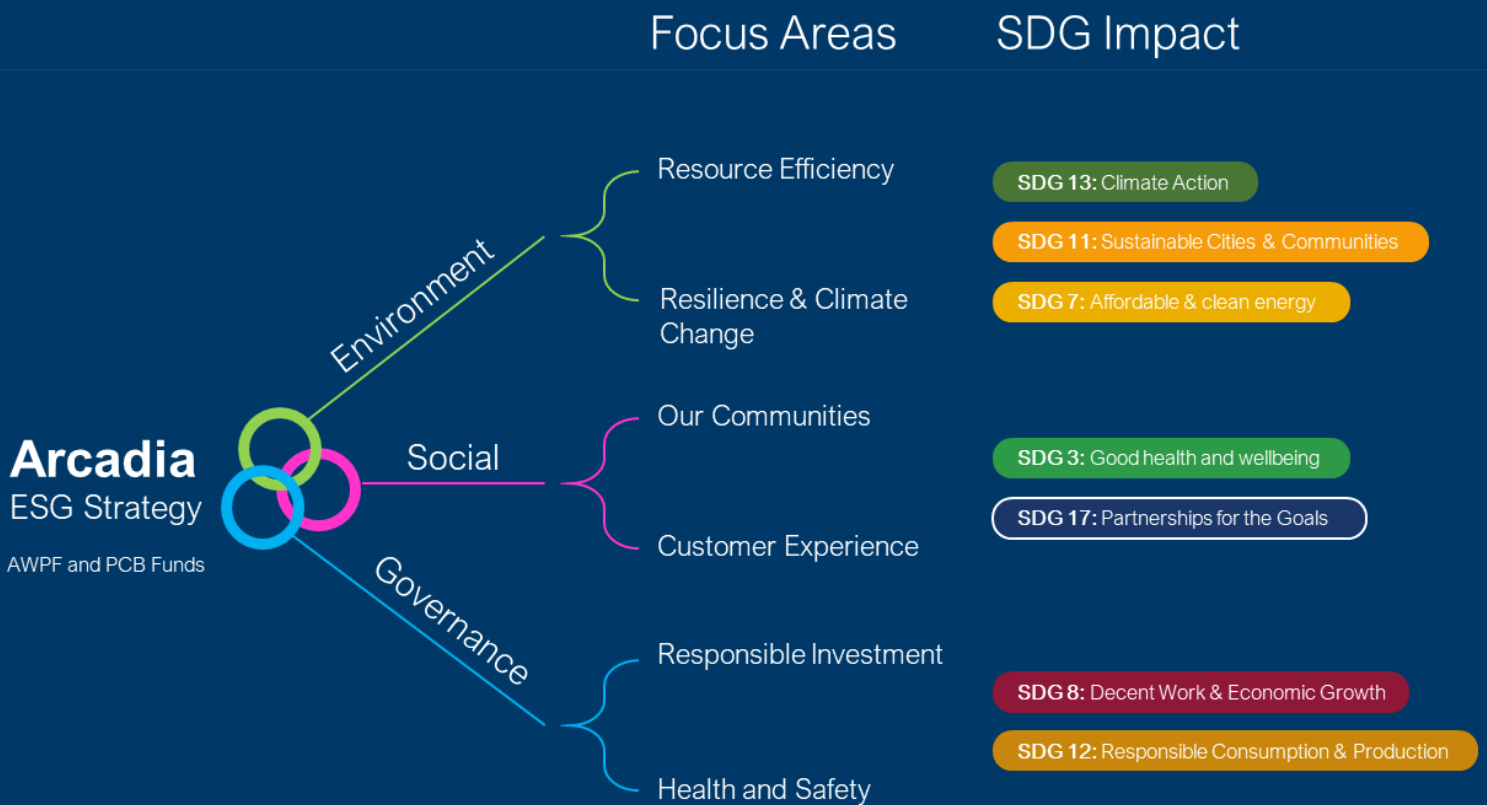 Focus Areas
SDG Impact
Arcadia
ESG Strategy
AWPF and PCB Funds
Environment
Resource Efficiency
Resilience & Climate
Change
SDG 13: Climate Action
SDG 11: Sustainable Cities & Communities
SDG 7: Affordable & clean energy
Social
Our Communities
Customer Experience
SDG 3: Good health and wellbeing
SDG 17: Partnerships for the Goals
Governance
Responsible Investment
Health and Safety
SDG 8: Decent Work & Economic Growth
SDG 12: Responsible Consumption & Production